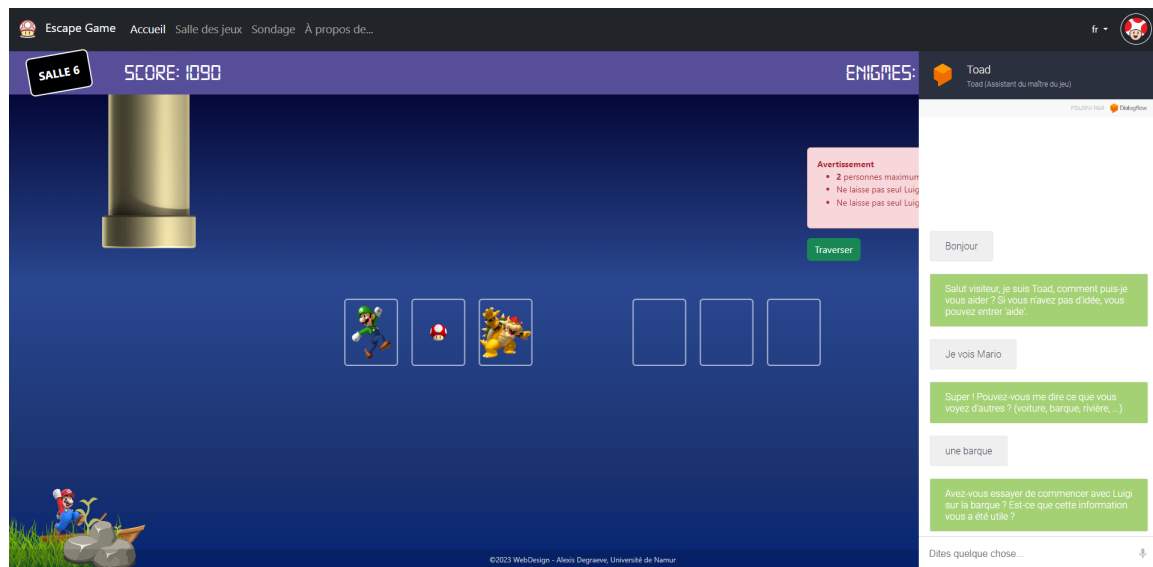 Escape Game Accueil Salle des jeux Sondage À propos de... fr
SALLE 6 SCORE: 1090 ENIGMES:
Avertissement
2 personnes maximum
Ne laisse pas seul Luig
Ne laisse pas seul Luig
Traverser
©2023 WebDesign - Alexis Degraeve, Université de Namur
Toad
Toad (Assistant du maître du jeu)
FOURNI PAR Dialogflow
Bonjour
Salut visiteur, je suis Toad, comment puis-je
vous aider ? Si vous n'avez pas d'idée, vous
pouvez entrer 'aide'.
Je vois Mario
Super ! Pouvez-vous me dire ce que vous
voyez d'autres ? (voiture, barque, rivière, ...)
une barque
Avez-vous essayer de commencer avec Luigi
sur la barque ? Est-ce que cette information
vous a été utile ?
Dites quelque chose...